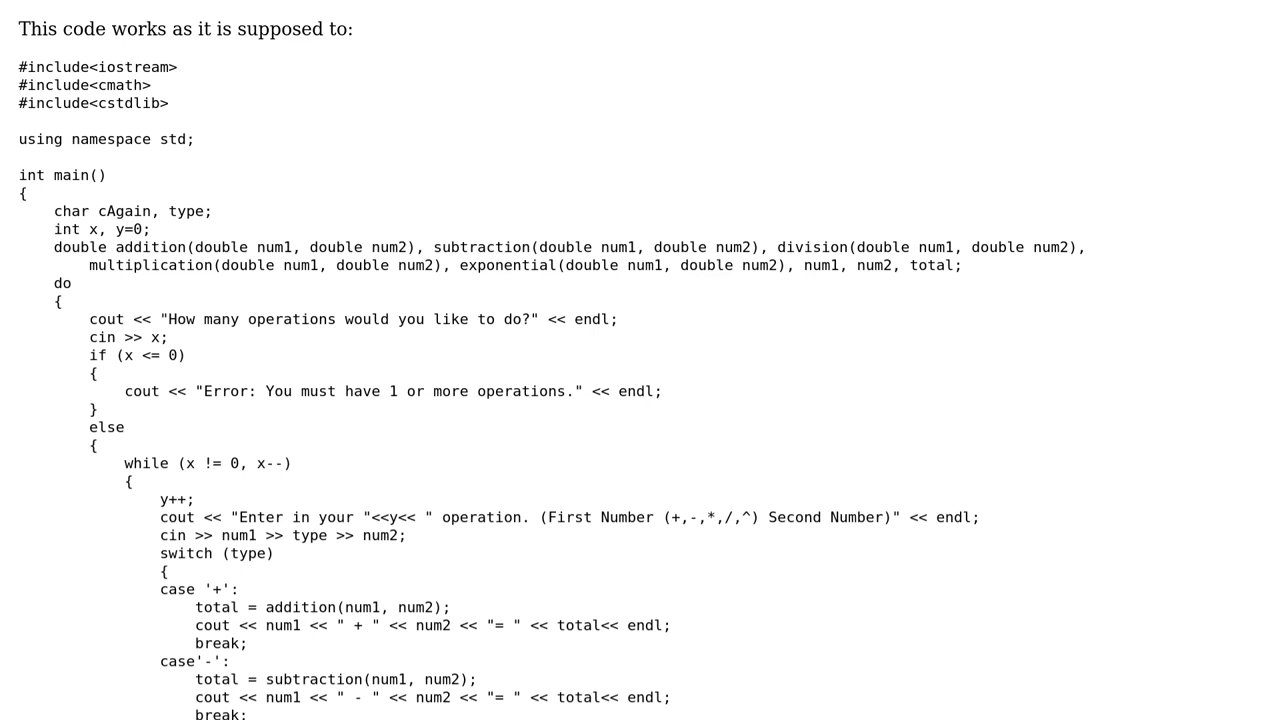 This code works as it is supposed to:
#include<iostream>
#include<cmath>
#include<cstdlib>
using namespace std;
int main()
{
char cAgain, type;
int x, y=0;
double addition(double num1, double num2), subtraction(double num1, double num2), division(double num1, double num2),
multiplication(double num1, double num2), exponential(double num1, double num2), num1, num2, total;
do
{
cout << "How many operations would you like to do?" << endl;
cin >> x;
if (x <= 0)
{
cout << "Error: You must have 1 or more operations." << endl;
}
else
{
while (x != 0, x--)
{
y++;
cout << "Enter in your "<<y<< " operation. (First Number (+,-,*,/,^) Second Number)" << endl;
cin >> num1 >> type >> num2;
switch (type)
{
case '+':
total = addition(num1, num2);
cout << num1 << " + " << num2 << "= " << total<< endl;
break;
case'-':
total = subtraction(num1, num2);
cout << num1 << " - " << num2 << "= " << total<< endl;
break;